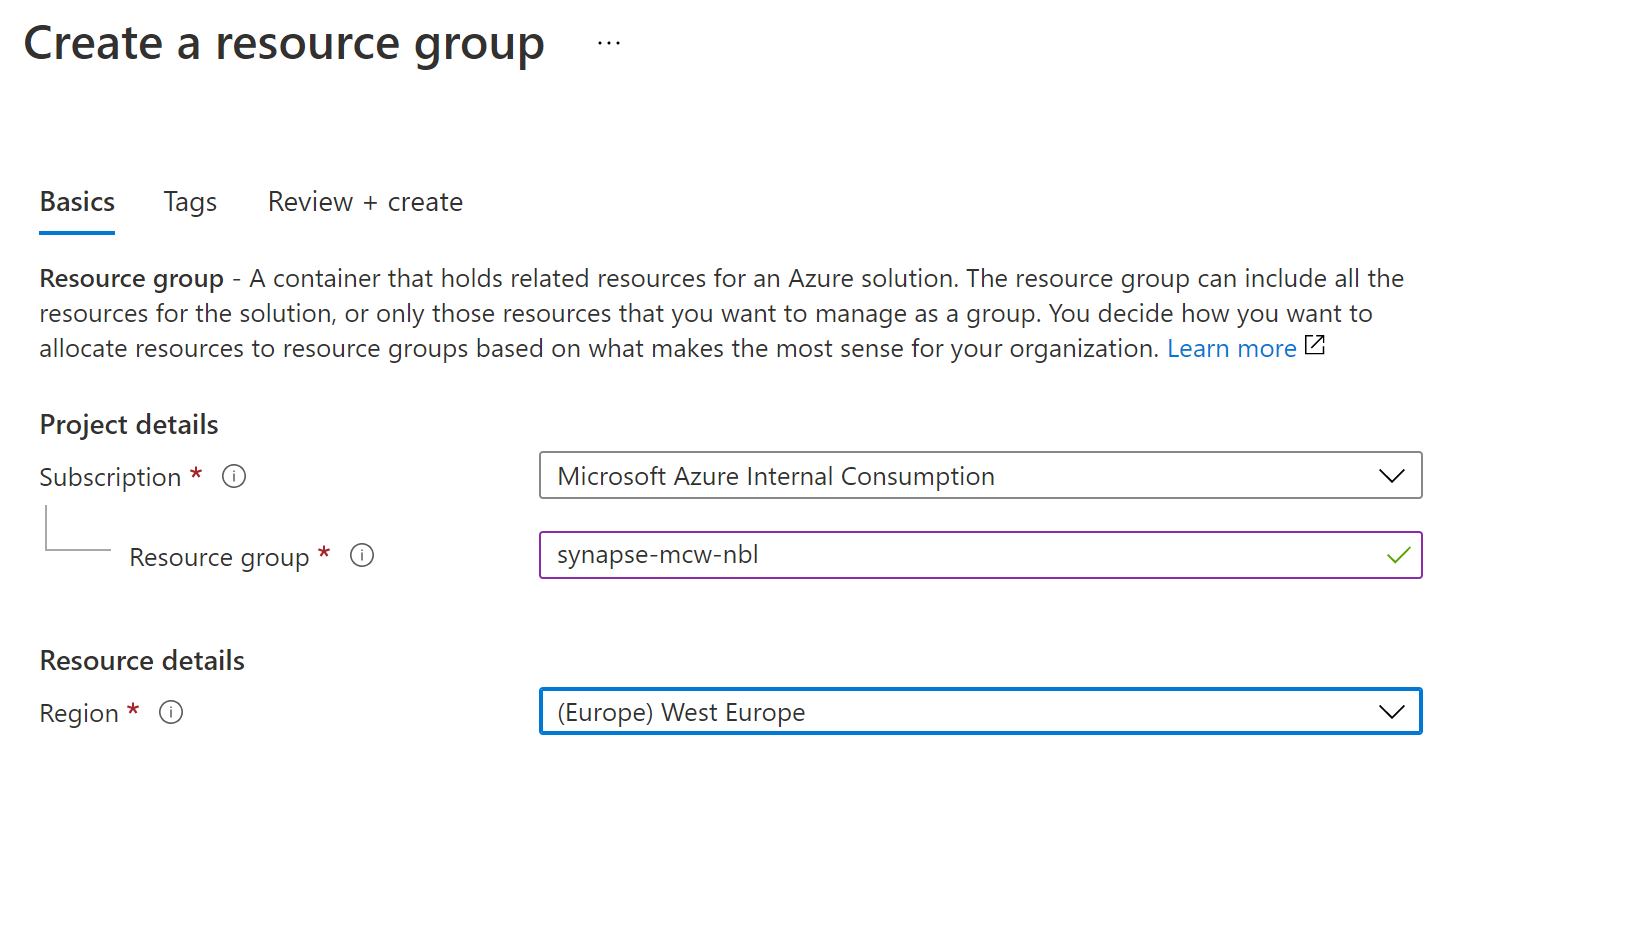 Create a resource group ...
Basics Tags Review + create
Resource group - A container that holds related resources for an Azure solution. The resource group can include all the
resources for the solution, or only those resources that you want to manage as a group. You decide how you want to
allocate resources to resource groups based on what makes the most sense for your organization. Learn more
Project details
Subscription * Microsoft Azure Internal Consumption
Resource group * synapse-mcw-nbl
Resource details
Region * (Europe) West Europe